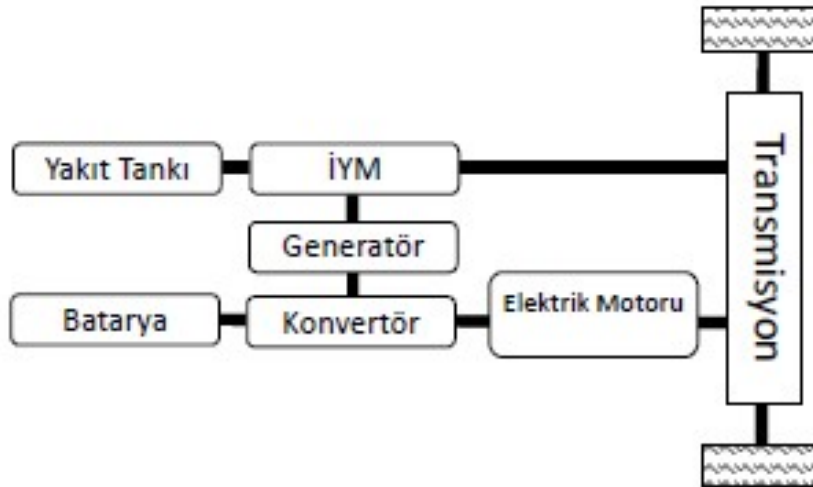 Yakıt Tankı
İYM
Generatör
Batarya
Konvertör
Elektrik Motoru
Transmisyon